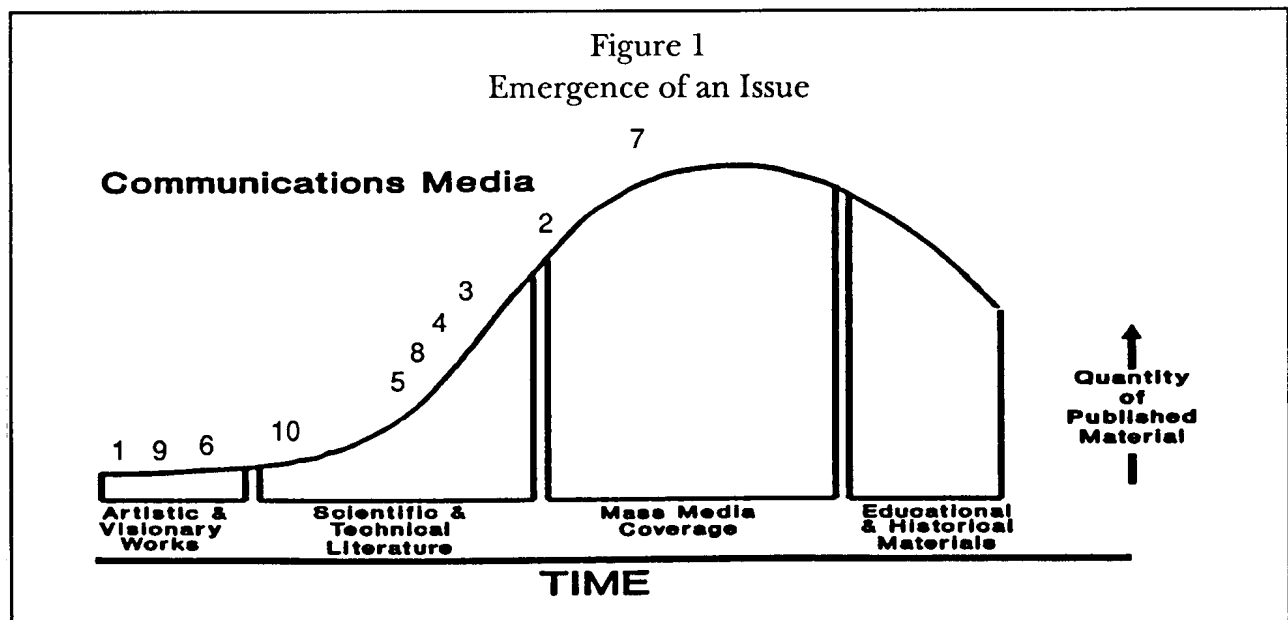 Figure 1
Emergence of an Issue
7
Communications Media
2
3
4
8
5
10
1 9 6
Quantity
of
Published
Material
Artistic &
Visionary
Works
Scientific &
Technical
Literature
Mass Media
Coverage
Educational
& Historical
Materials
TIME